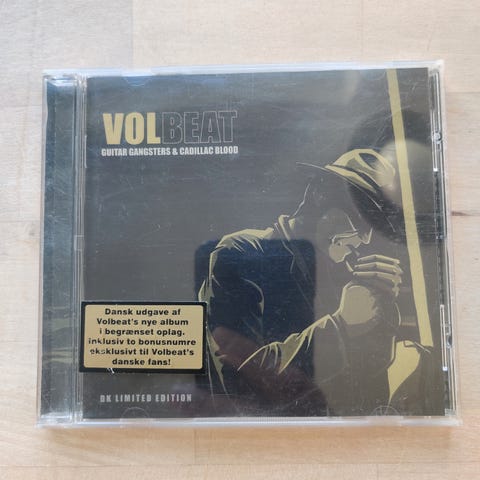 VOLBEAT
GUITAR GANGSTERS & CADILLAC BLOOD
Dansk udgave af
Volbeat's nye album
i begrænset oplag.
inklusiv to bonusnumre
eksklusivt til Volbeat's
danske fans!
DK LIMITED EDITION